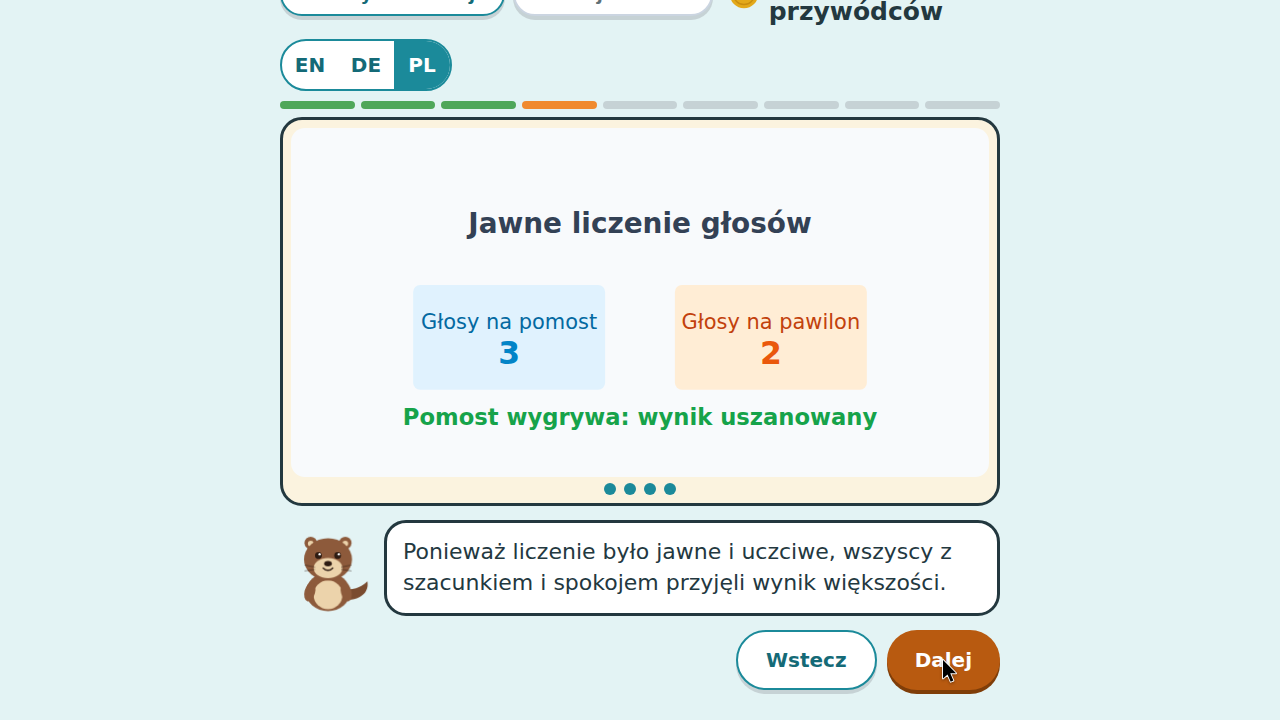 przywódców
EN DE PL
Jawne liczenie głosów
Głosy na pomost
3
Głosy na pawilon
2
Pomost wygrywa: wynik uszanowany
Ponieważ liczenie było jawne i uczciwe, wszyscy z
szacunkiem i spokojem przyjęli wynik większości.
Wstecz
Dalej